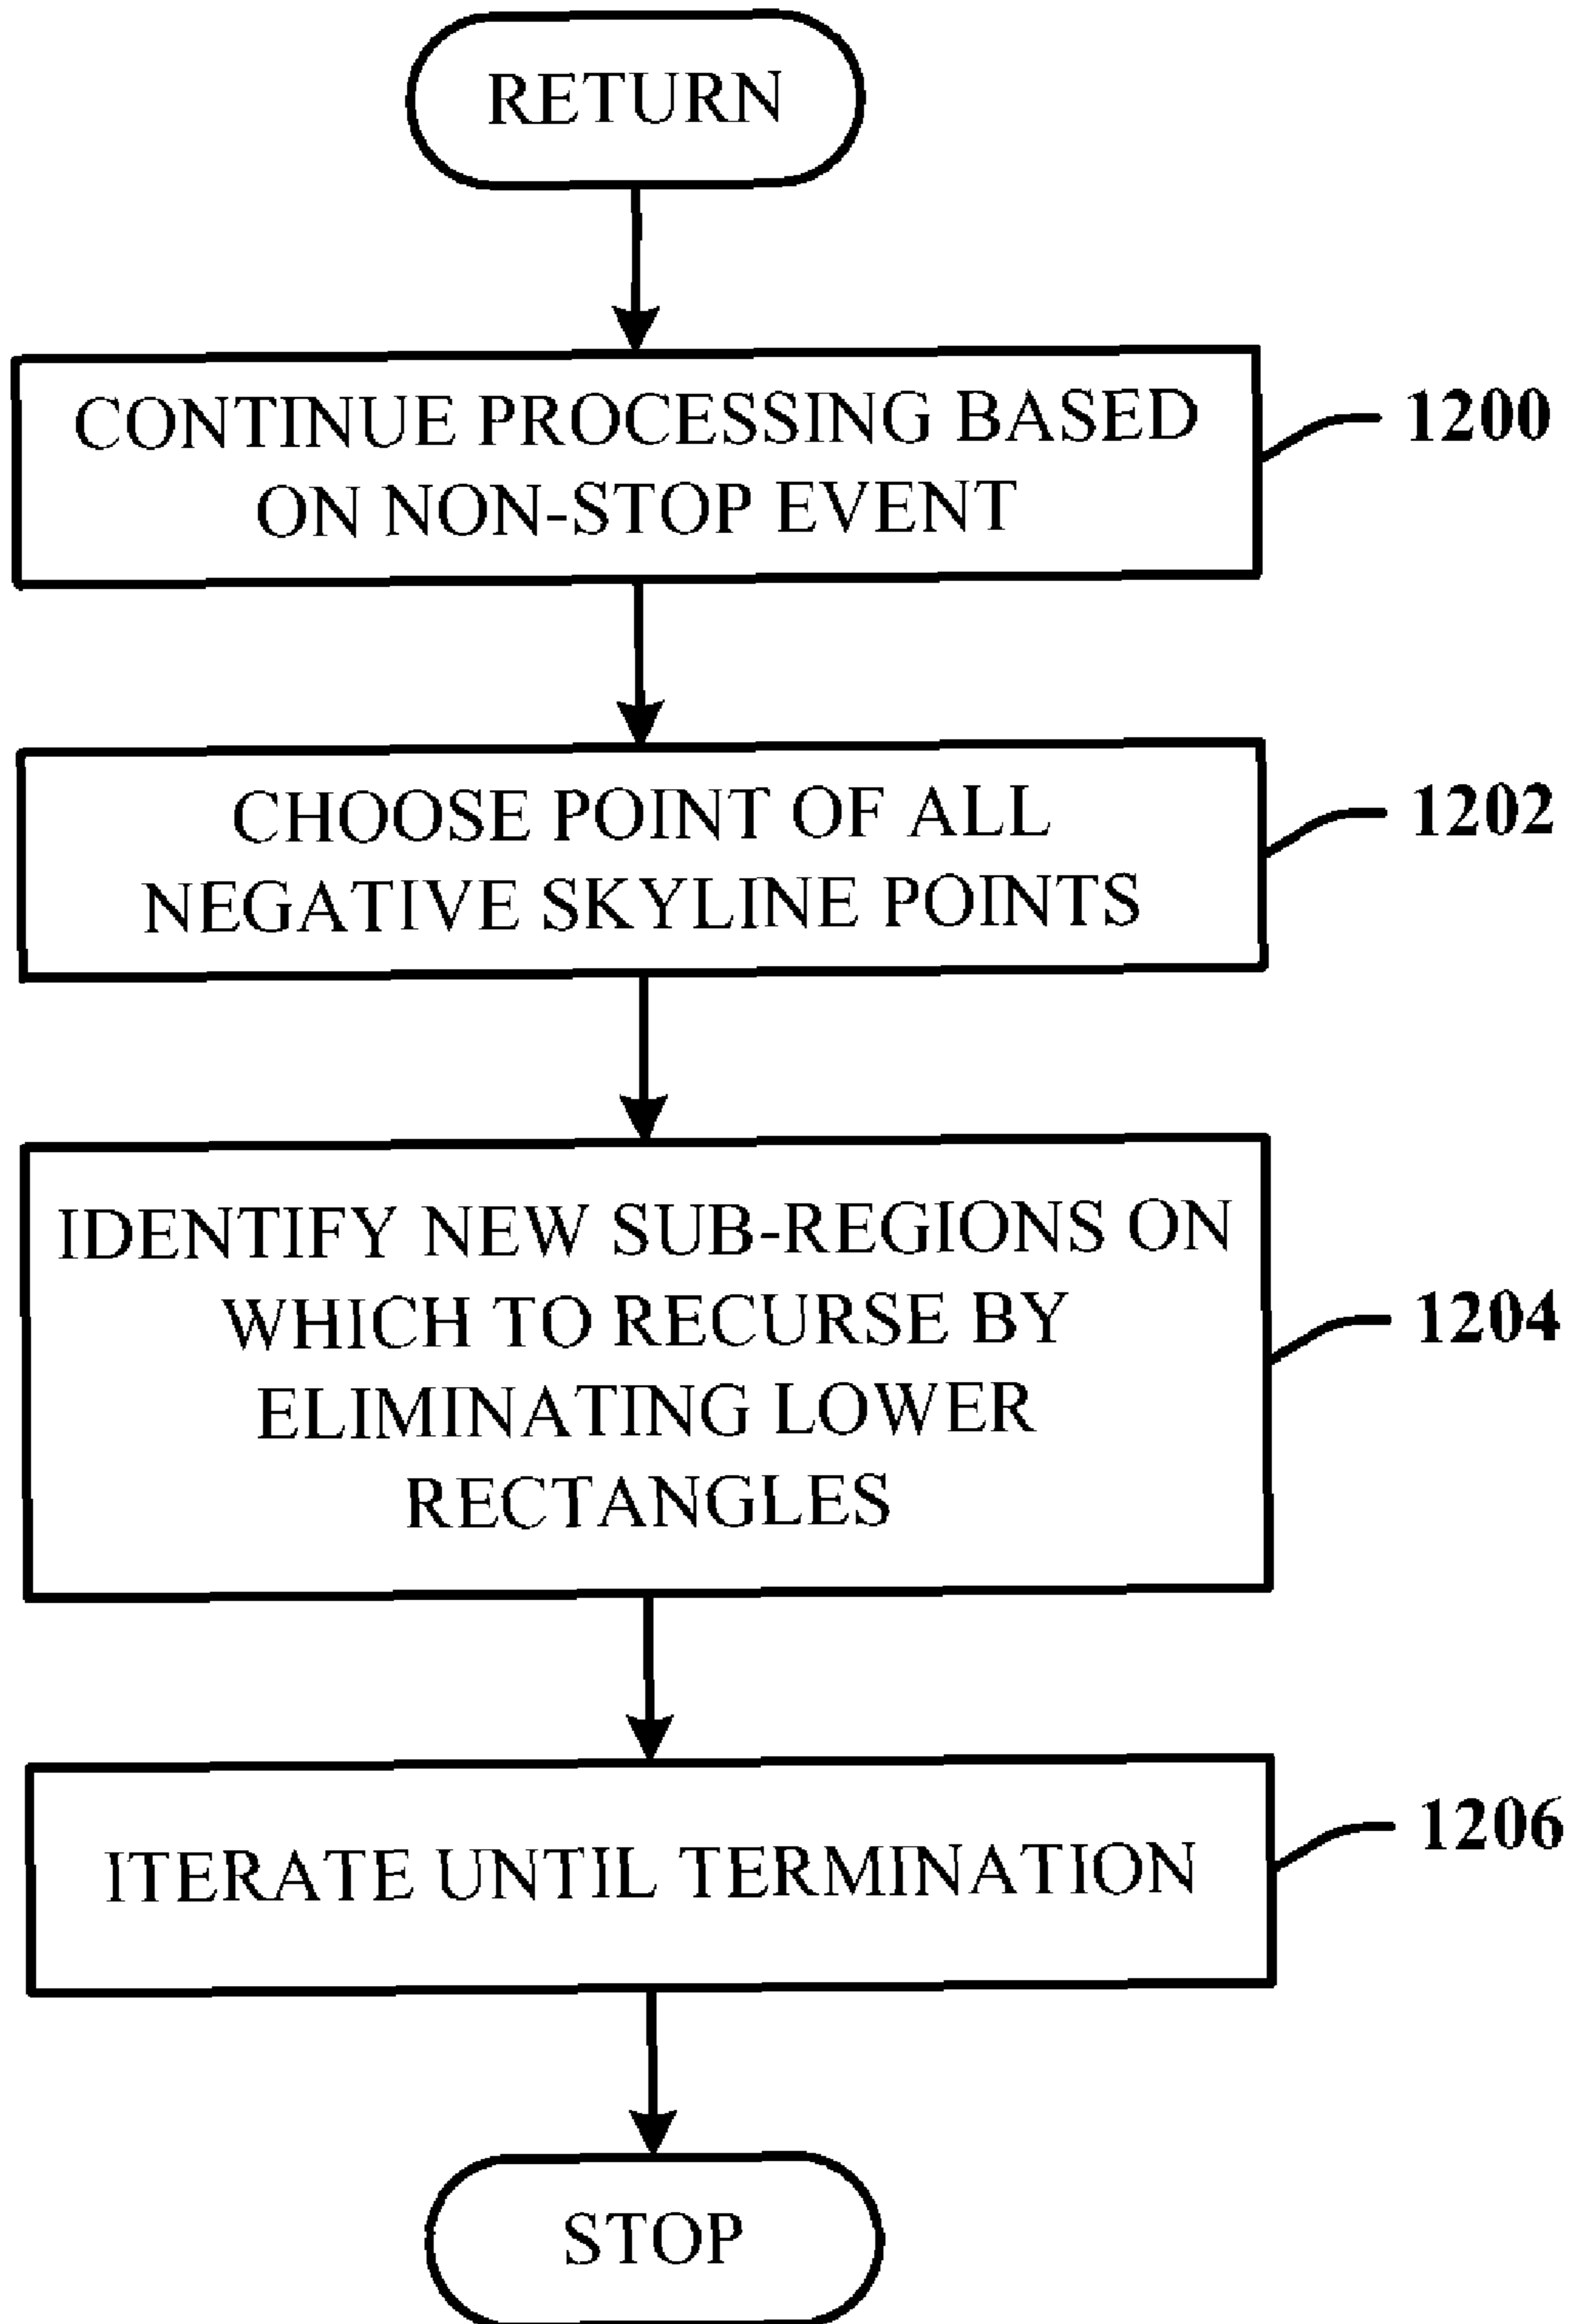 RETURN
CONTINUE PROCESSING BASED
ON NON-STOP EVENT
1200
CHOOSE POINT OF ALL
NEGATIVE SKYLINE POINTS
1202
IDENTIFY NEW SUB-REGIONS ON
WHICH TO RECURSE BY
ELIMINATING LOWER
RECTANGLES
1204
ITERATE UNTIL TERMINATION
1206
STOP